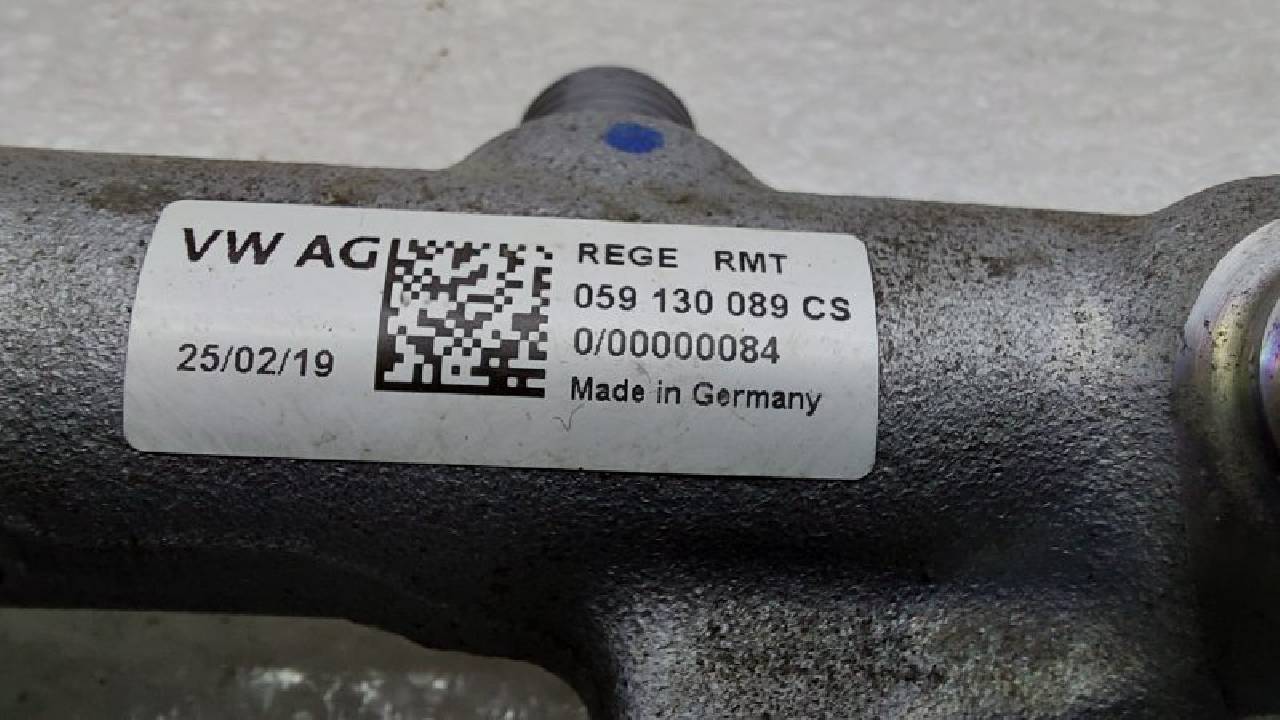 VW AG
25/02/19
REGE RMT
059 130 089 CS
0/00000084
Made in Germany